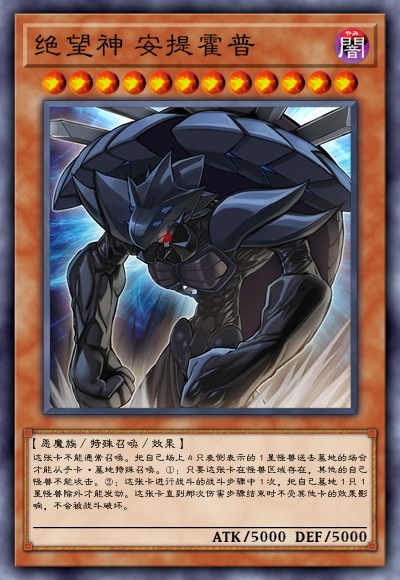 绝望神 安提霍普
やみ
闇
【恶魔族／特殊召唤／效果】
这张卡不能通常召唤。把自己场上4只表侧表示的1星怪兽送去墓地的场合
才能从手卡·墓地特殊召唤。①：只要这张卡在怪兽区域存在，其他的自己
怪兽不能攻击。②：这张卡进行战斗的战斗步骤中1次，把自己墓地1只1
星怪兽除外才能发动。这张卡直到那次伤害步骤结束时不受其他卡的效果影
响，不会被战斗破坏。
ATK/5000 DEF/5000